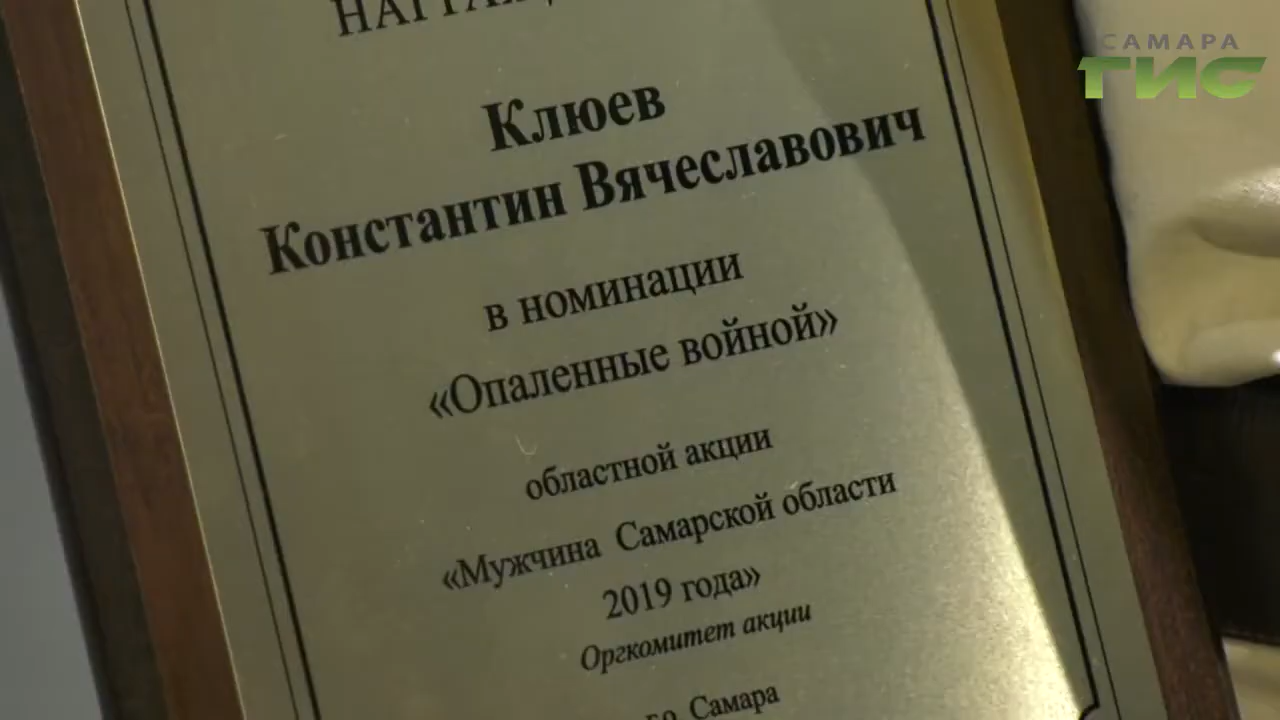 Клюев
Константин Вячеславович
в номинации
«Опаленные войной»
областной акции
«Мужчина Самарской области
2019 года»
Оргкомитет акции
г.о. Самара
САМАРА
ГИС